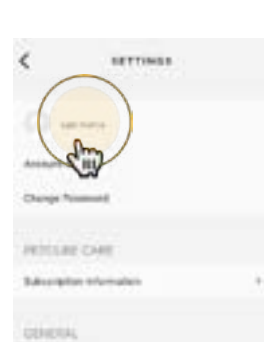 SETTINGS
Change Password
PETCUBE CARE
Subscription Information
GENERAL